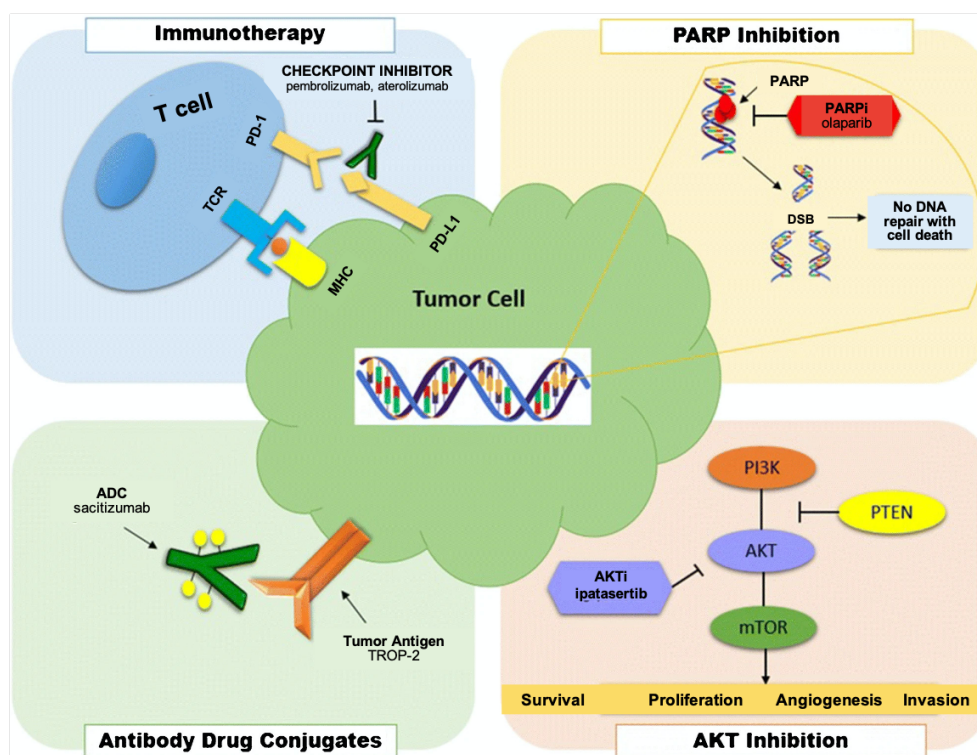 Immunotherapy
CHECKPOINT INHIBITOR
pembrolizumab, aterolizumab
T cell
PD-1
TCR
MHC
PD-L1
PARP Inhibition
PARP
PARPi
olaparib
DSB
No DNA
repair with
cell death
Tumor Cell
ADC
sacitizumab
Tumor Antigen
TROP-2
Antibody Drug Conjugates
PI3K
PTEN
AKT
AKTi
ipatasertib
mTOR
Survival Proliferation Angiogenesis Invasion
AKT Inhibition